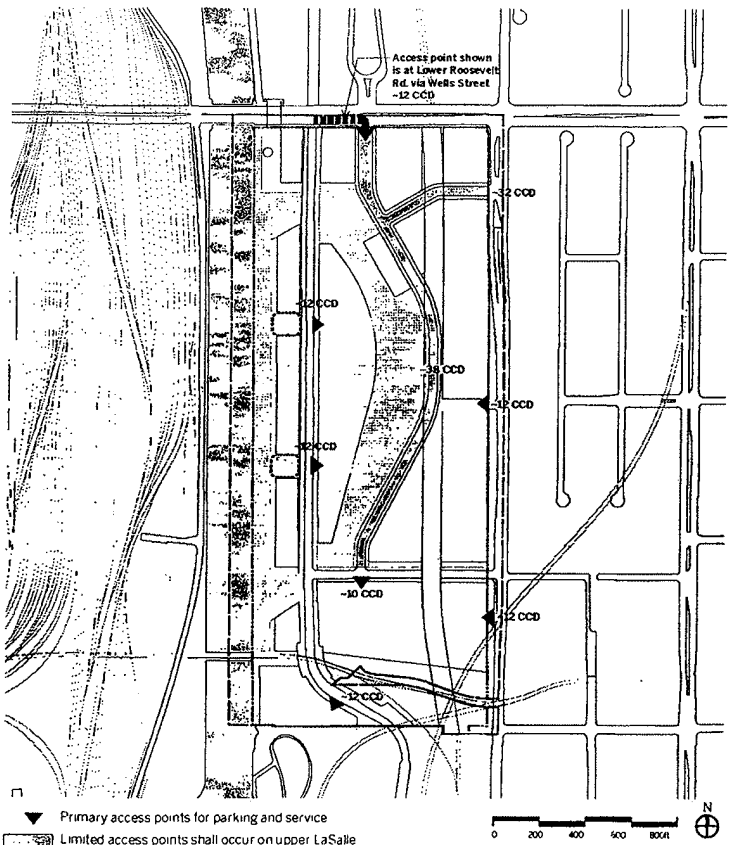 Access point shown
is at Lower Roosevelt
Rd. via Wells Street
~12 CCD
~32 CCD
~12 CCD
~38 CCD
~12 CCD
~12 CCD
~10 CCD
~12 CCD
~12 CCD
Primary access points for parking and service
Limited access points shall occur on upper LaSalle
0 200 400 600 800ft
N